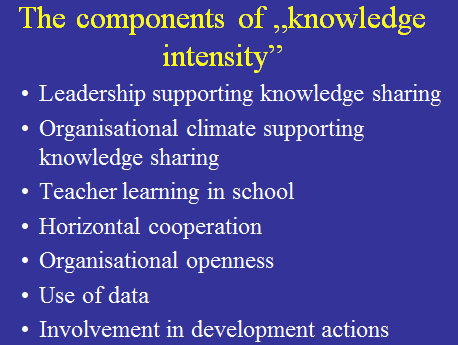 The components of „knowledge
intensity”
• Leadership supporting knowledge sharing
• Organisational climate supporting
knowledge sharing
• Teacher learning in school
• Horizontal cooperation
• Organisational openness
• Use of data
• Involvement in development actions